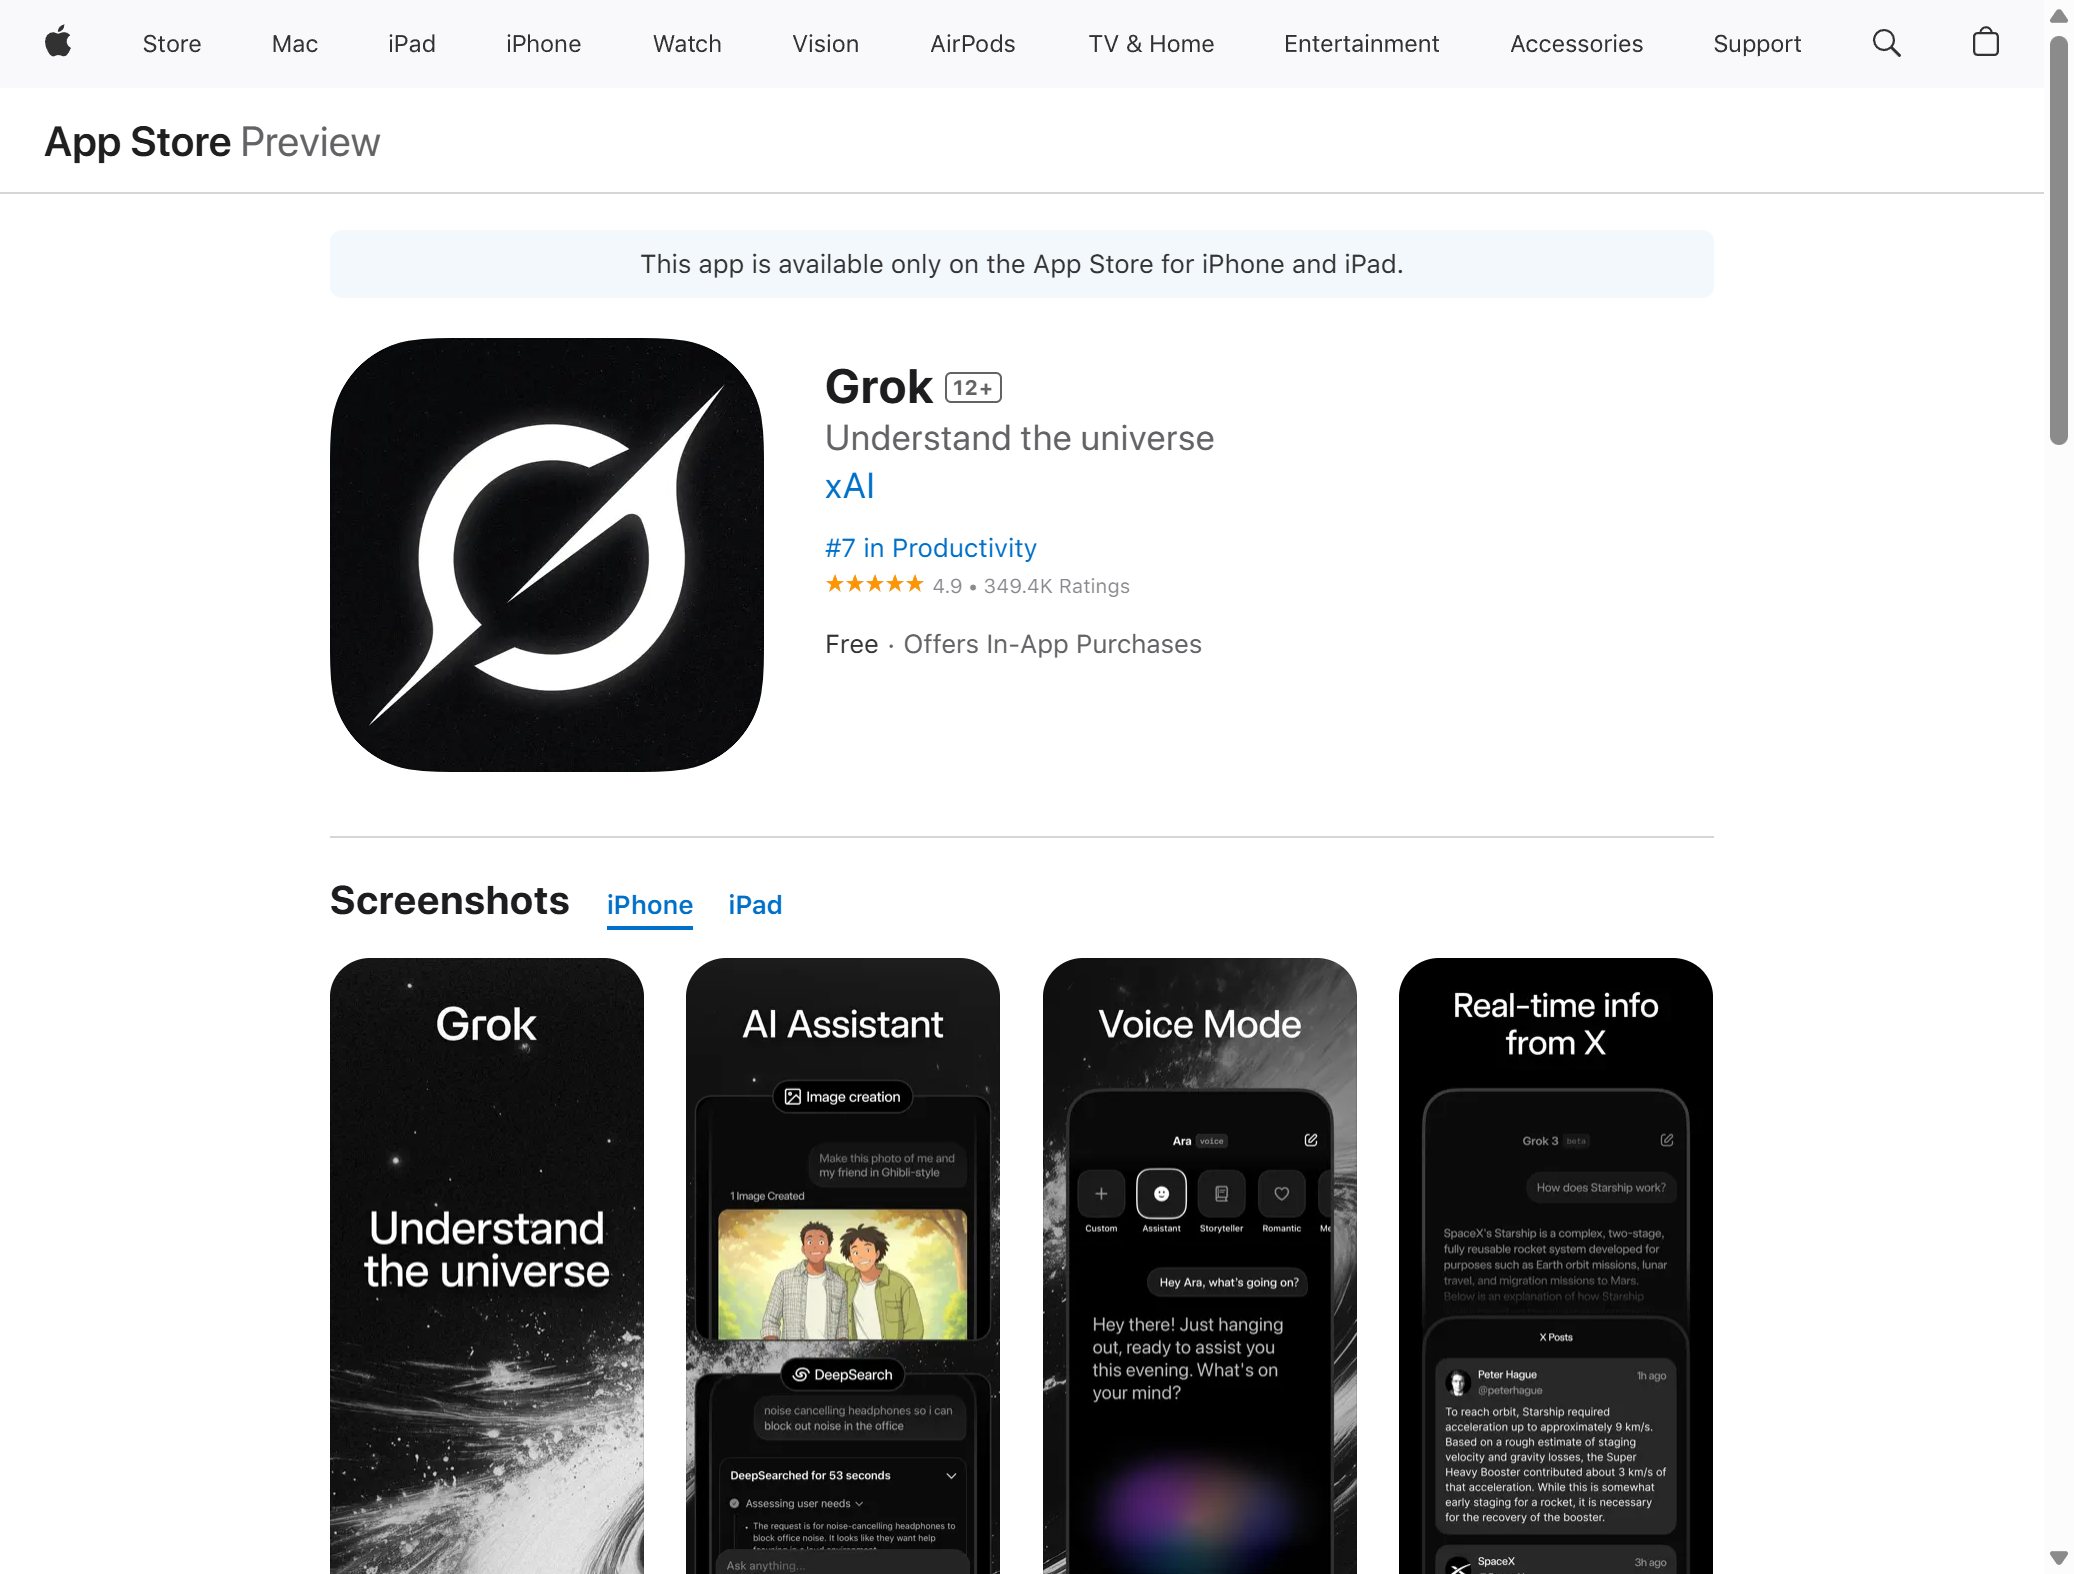 Store
Mac
iPad
iPhone
Watch
Vision
AirPods
TV & Home
Entertainment
Accessories
Support
App Store Preview
This app is available only on the App Store for iPhone and iPad.
Grok 12+
Understand the universe
xAI
#7 in Productivity
4.9 • 349.4K Ratings
Free · Offers In-App Purchases
Screenshots
iPhone
iPad
Grok
Understand
the universe
AI Assistant
Image creation
Make this photo of me and
my friend in Ghibli-style
1 Image Created
DeepSearch
noise cancelling headphones so i can
block out noise in the office
DeepSearched for 53 seconds
Assessing user needs
• The request is for noise-cancelling headphones to
block office noise. It looks like they want help
Ask anything...
Voice Mode
Ara voice
Custom
Assistant
Storyteller
Romantic
Me
Hey Ara, what's going on?
Hey there! Just hanging
out, ready to assist you
this evening. What's on
your mind?
Real-time info
from X
Grok 3 beta
How does Starship work?
SpaceX's Starship is a complex, two-stage,
fully reusable rocket system developed for
purposes such as Earth orbit missions, lunar
travel, and migration missions to Mars.
Below is an explanation of how Starship
X Posts
Peter Hague
1h ago
@peterhague
To reach orbit, Starship required
acceleration up to approximately 9 km/s.
Based on a rough estimate of staging
velocity and gravity losses, the Super
Heavy Booster contributed about 3 km/s of
that acceleration. While this is somewhat
early staging for a rocket, it is necessary
for the recovery of the booster.
SpaceX
3h ago